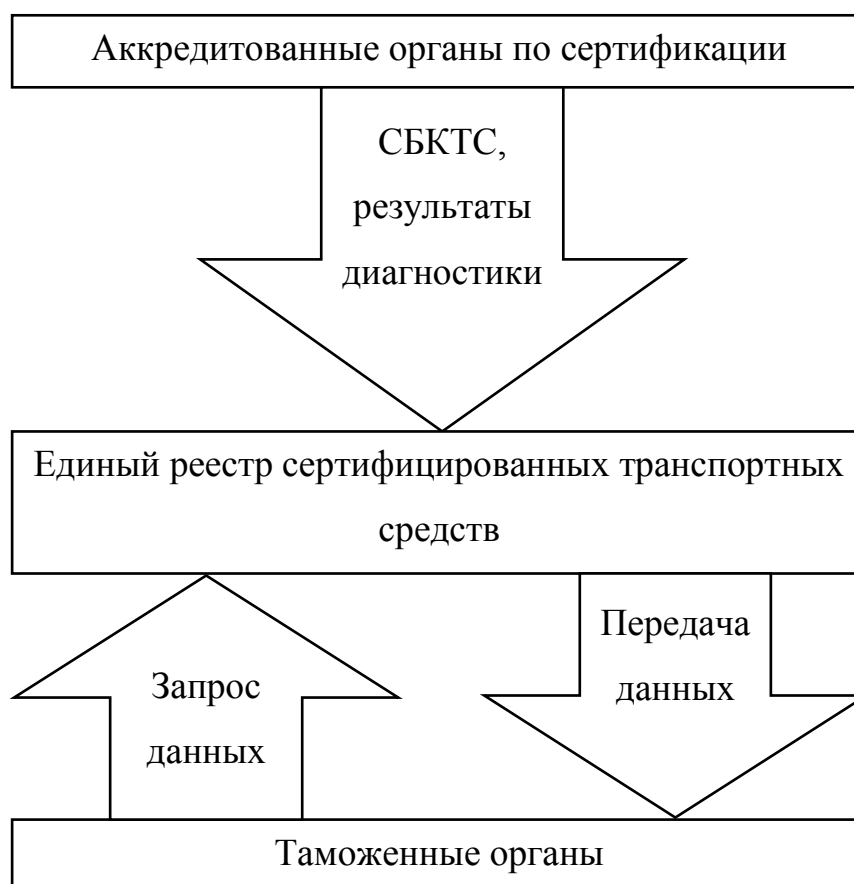 Аккредитованные органы по сертификации
СБКТС,
результаты
диагностики
Единый реестр сертифицированных транспортных
средств
Запрос
данных
Передача
данных
Таможенные органы